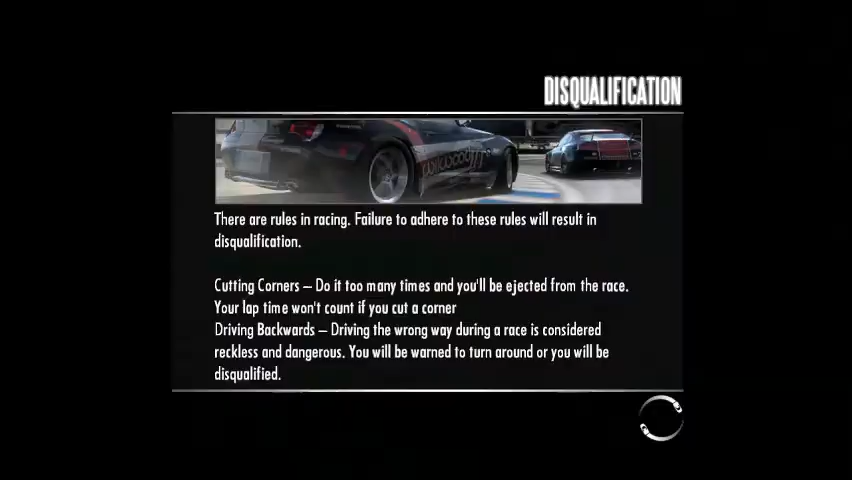 DISQUALIFICATION
There are rules in racing. Failure to adhere to these rules will result in
disqualification.
Cutting Corners – Do it too many times and you'll be ejected from the race.
Your lap time won't count if you cut a corner
Driving Backwards – Driving the wrong way during a race is considered
reckless and dangerous. You will be warned to turn around or you will be
disqualified.